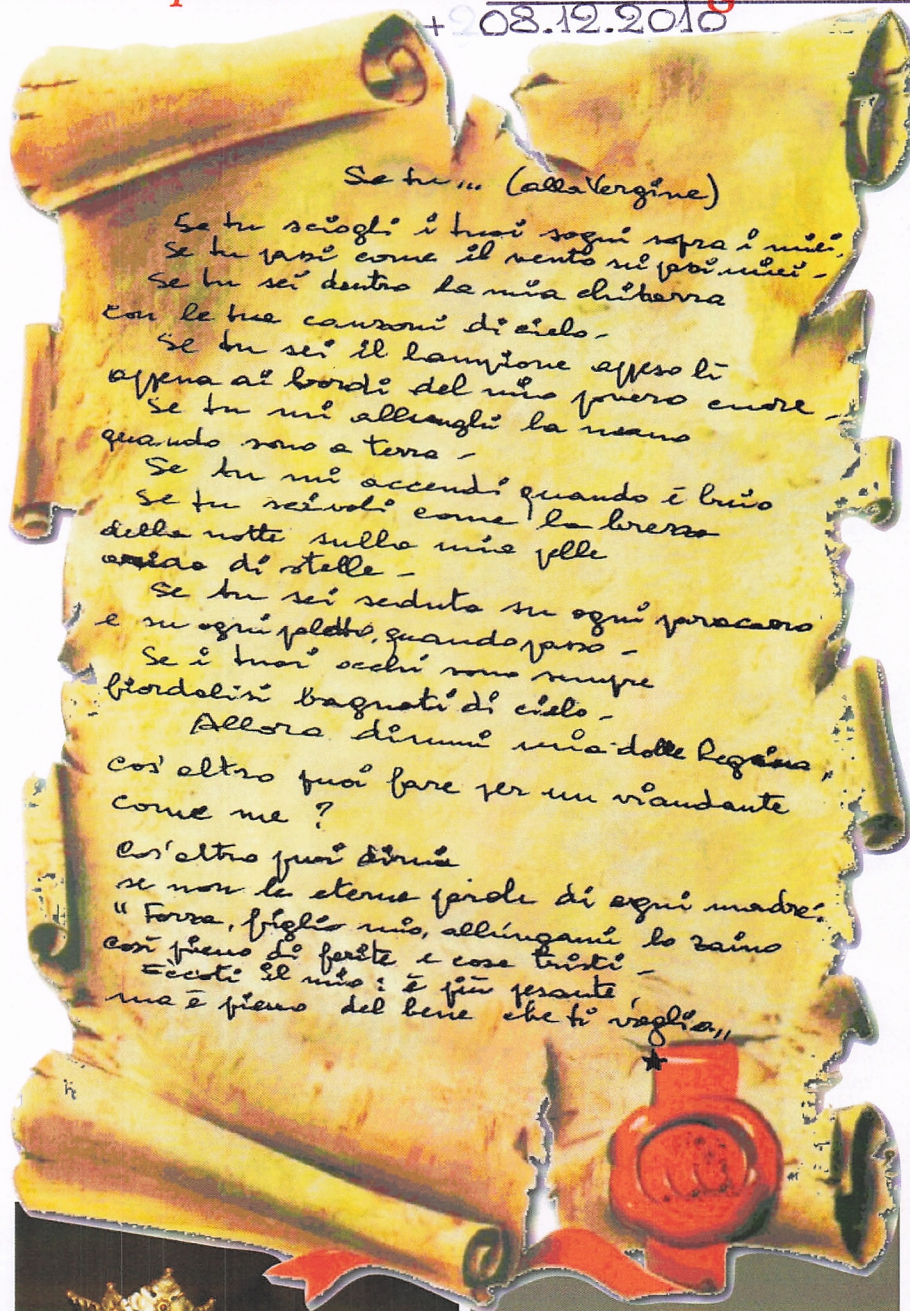 + 08.12.2010
Se tu... (alla Vergine)
Se tu sciogli i tuoi sogni sopra i miei.
Se tu passi come il vento sui passi miei -
Se tu sei dentro la mia chitarra
con le tue canzoni di cielo -
Se tu sei il lampione appeso lì
appena ai bordi del mio povero cuore -
Se tu mi allunghi la mano
quando sono a terra -
Se tu mi accendi quando è buio
Se tu scivoli come la brezza
della notte sulla mia pelle
di stelle -
Se tu sei seduta su ogni paracarro
e su ogni paletto, quando passo -
Se i tuoi occhi sono sempre
fiordalisi bagnati di cielo -
Allora dimmi mia dolce Regina,
cos'altro puoi fare per un viandante
come me ?
Cos'altro puoi dirmi
se non le eterne parole di ogni madre:
" Forza, figlio mio, allungami lo zaino
così pieno di ferite e cose tristi -
Eccoti il mio : è più pesante,
ma è pieno del bene che ti voglio,,